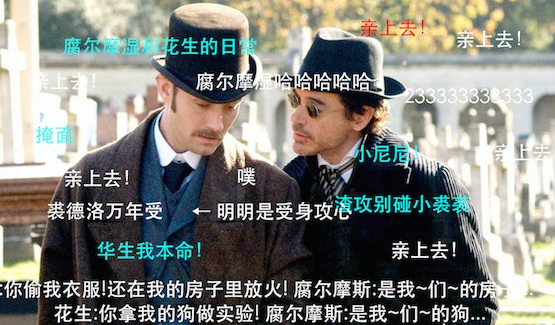 亲上去！
亲上去！
腐尔摩湿和花生的日常
亲上去！
腐尔摩湿哈哈哈哈哈~
233333333333
掩面
小尼尼！
亲上去！
亲上去！
噗
渣攻别碰小裘裘
裘德洛万年受
← 明明是受身攻心
华生我本命！
亲上去！
:你偷我衣服!还在我的房子里放火! 腐尔摩斯:是我~们~的房子...
花生:你拿我的狗做实验! 腐尔摩斯:是我~们~的狗...